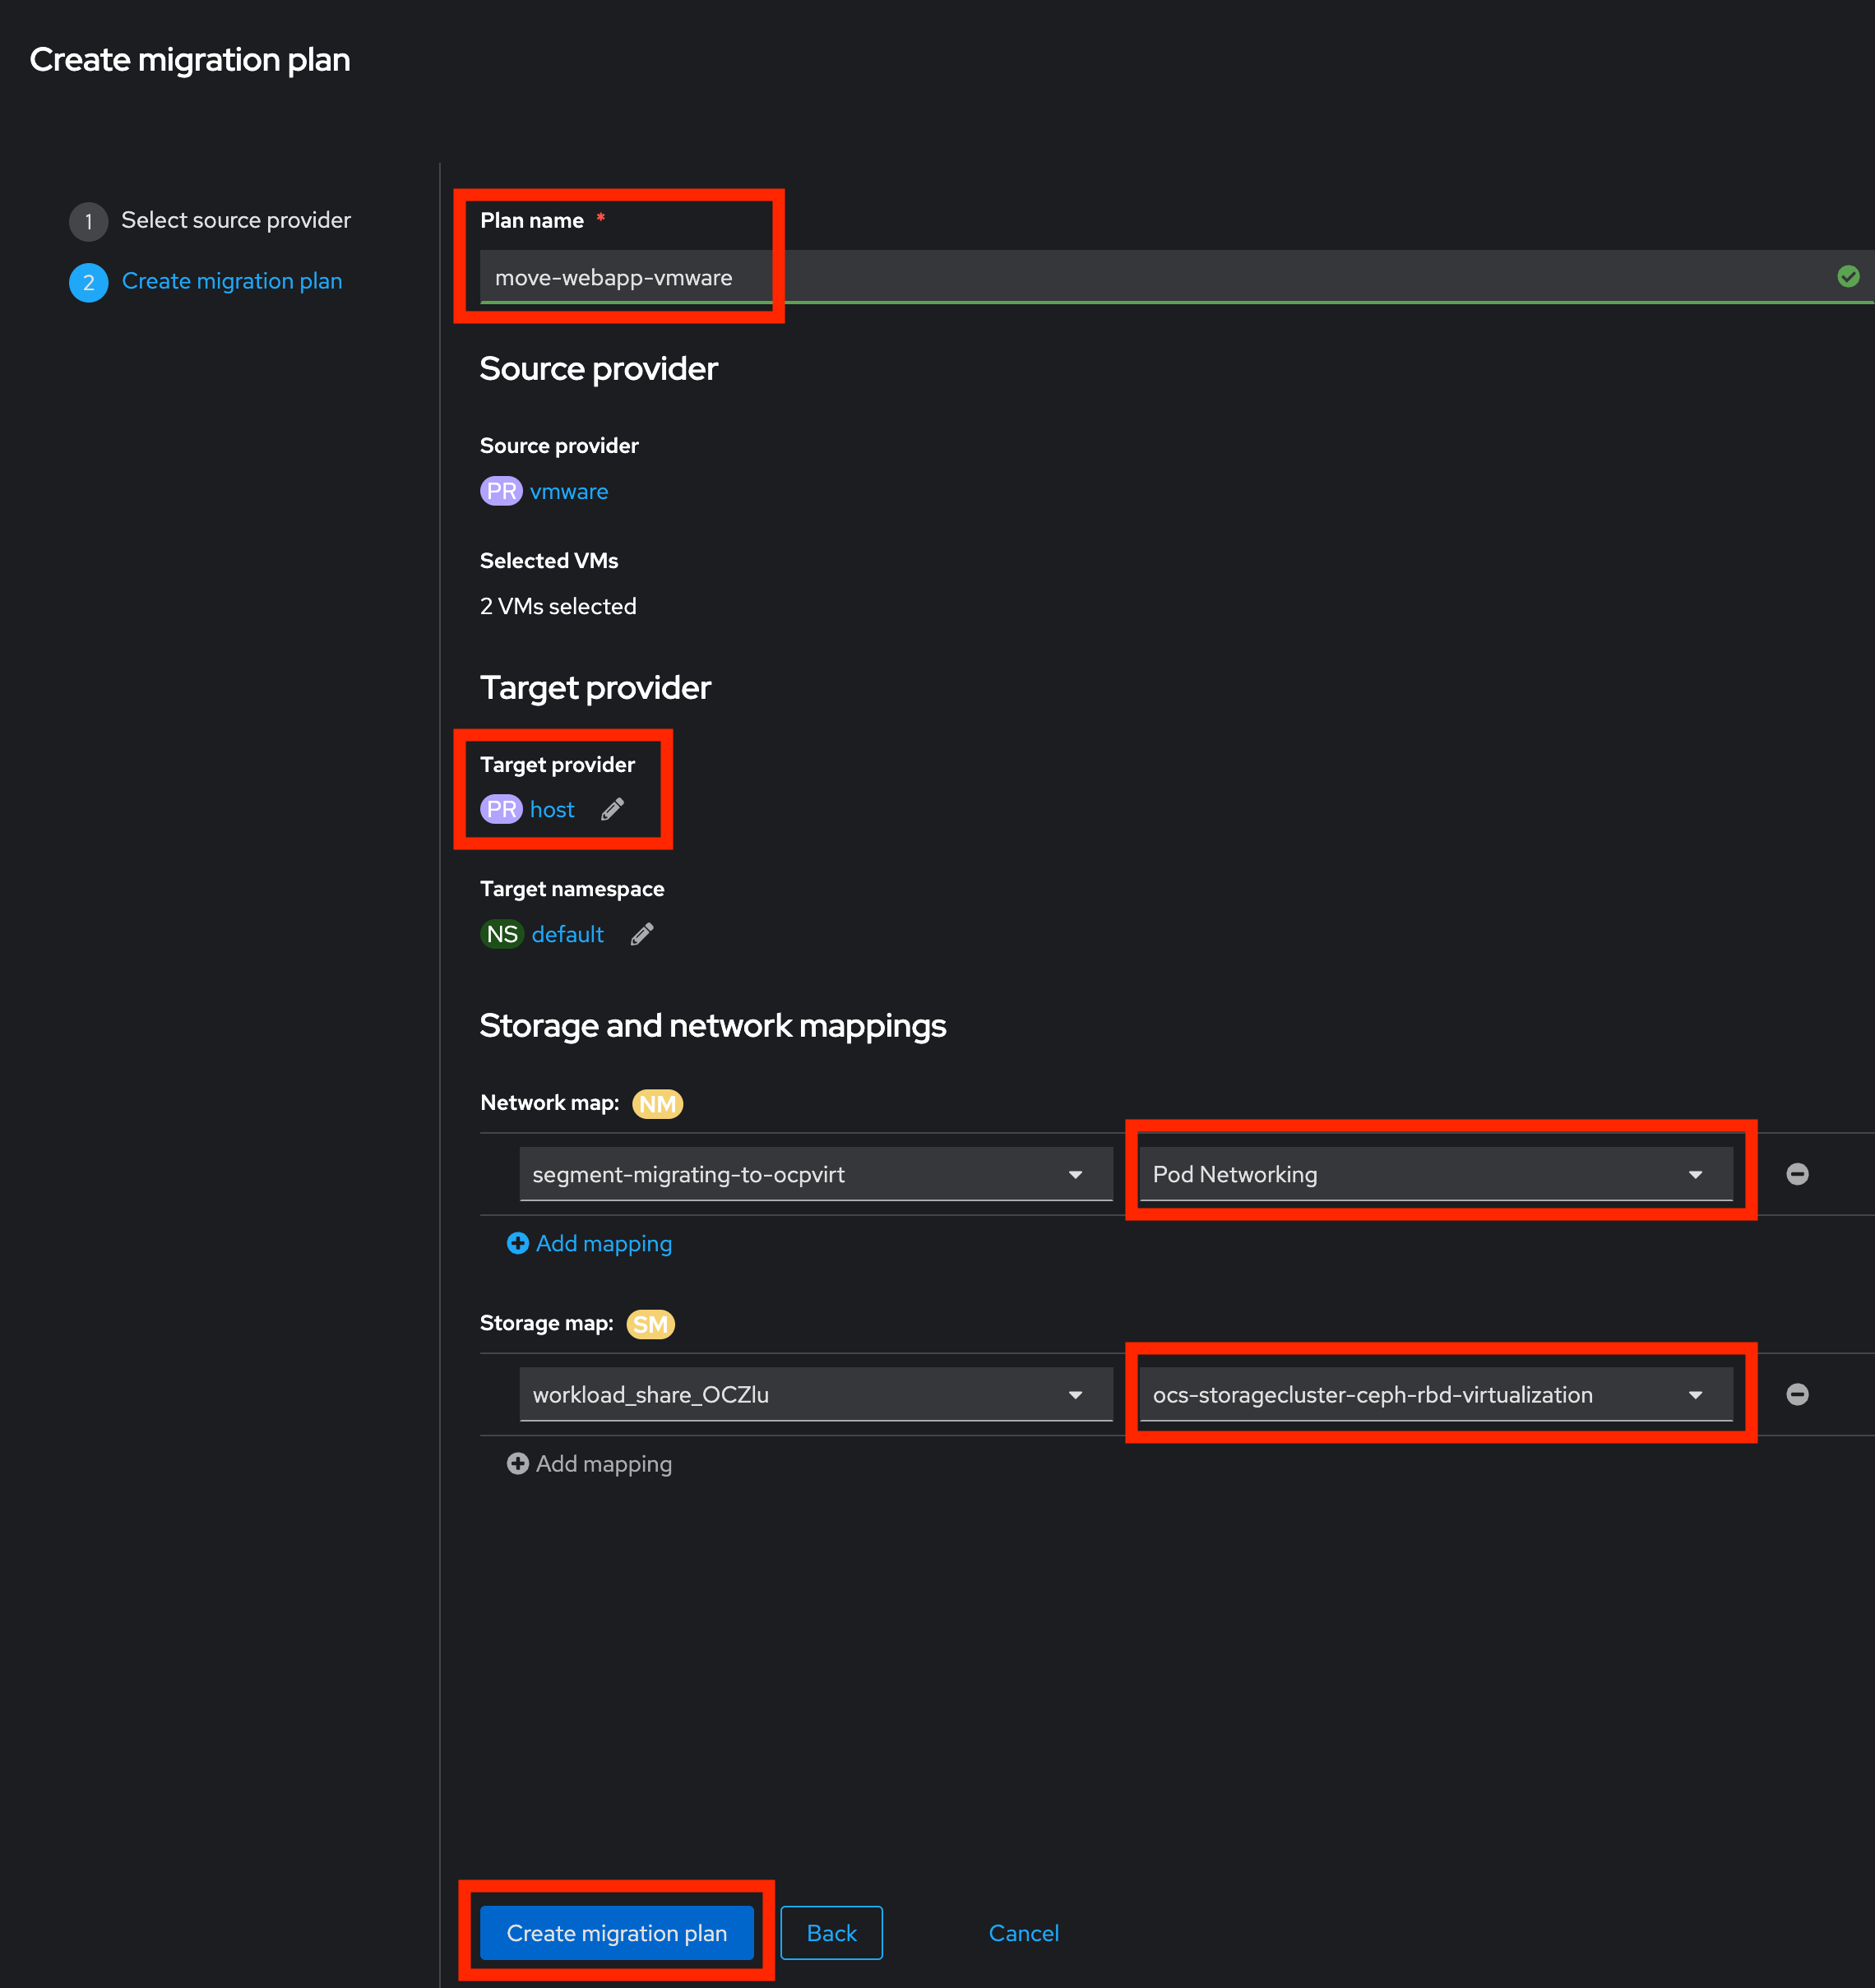 Create migration plan
1 Select source provider
2 Create migration plan
Plan name *
move-webapp-vmware
Source provider
Source provider
PR vmware
Selected VMs
2 VMs selected
Target provider
Target provider
PR host
Target namespace
NS default
Storage and network mappings
Network map: NM
segment-migrating-to-ocpvirt Pod Networking
Add mapping
Storage map: SM
workload_share_OCZlu ocs-storagecluster-ceph-rbd-virtualization
Add mapping
Create migration plan Back Cancel